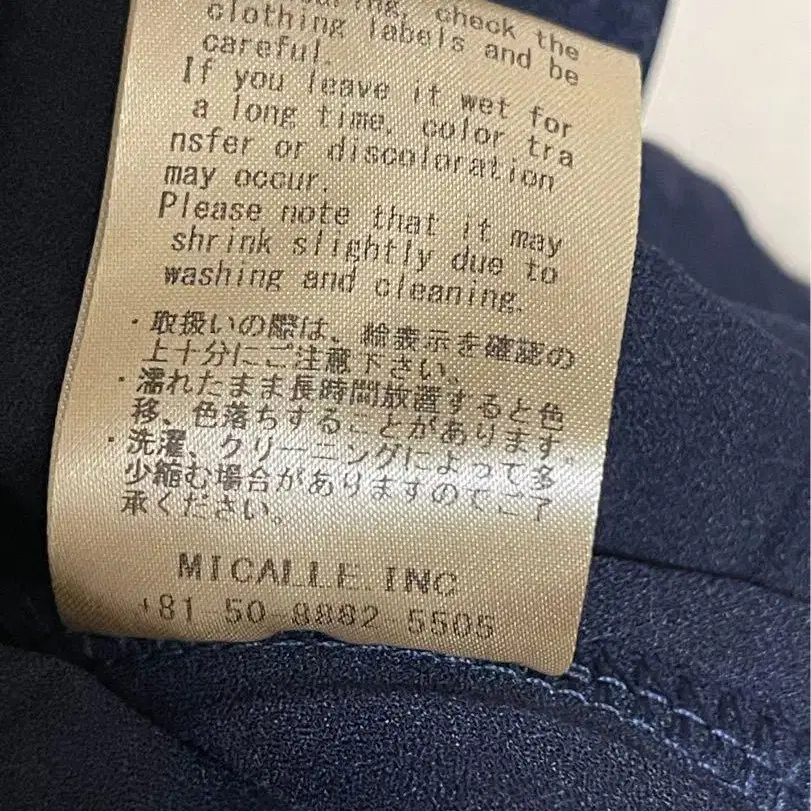 check the
clothing labels and be
careful.
If you leave it wet for
a long time, color tra
nsfer or discoloration
may occur.
Please note that it may
shrink slightly due to
washing and cleaning.
・取扱いの際は、絵表示を確認の
上十分にご注意下さい。
・濡れたまま長時間放置すると色
移、色落ちすることがあります。
・洗濯、クリーニングによって多
少縮む場合がありますのでご了
承ください。
MICALLE.INC
+81-50-8882-5505